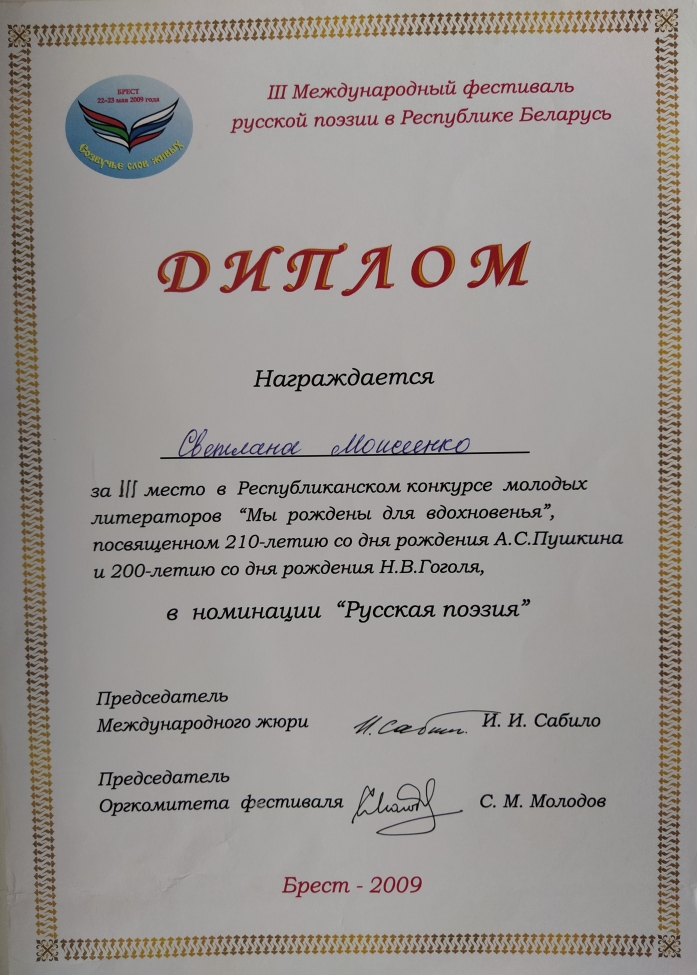 БРЕСТ
22-23 мая 2009 года
Созвучье слов живых
III Международный фестиваль
русской поэзии в Республике Беларусь
ДИПЛОМ
Награждается
Светлана Моисеенко
за III место в Республиканском конкурсе молодых
литераторов “Мы рождены для вдохновенья”,
посвященном 210-летию со дня рождения А.С.Пушкина
и 200-летию со дня рождения Н.В.Гоголя,
в номинации “Русская поэзия”
Председатель
Международного жюри И. Сабило И. И. Сабило
Председатель
Оргкомитета фестиваля С. М. Молодов
Брест - 2009